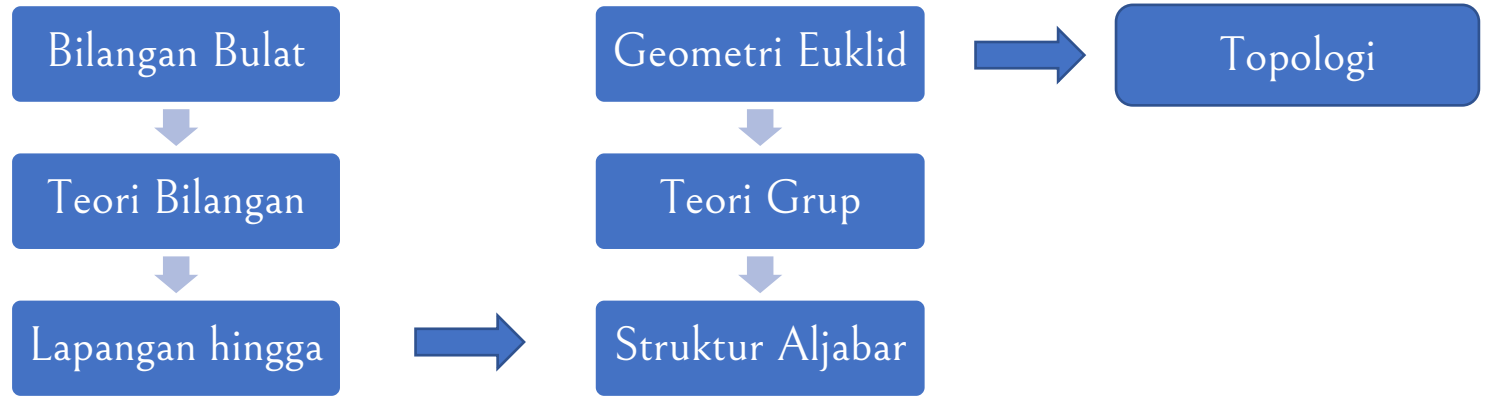 Bilangan Bulat
Teori Bilangan
Lapangan hingga
Geometri Euklid
Teori Grup
Struktur Aljabar
Topologi